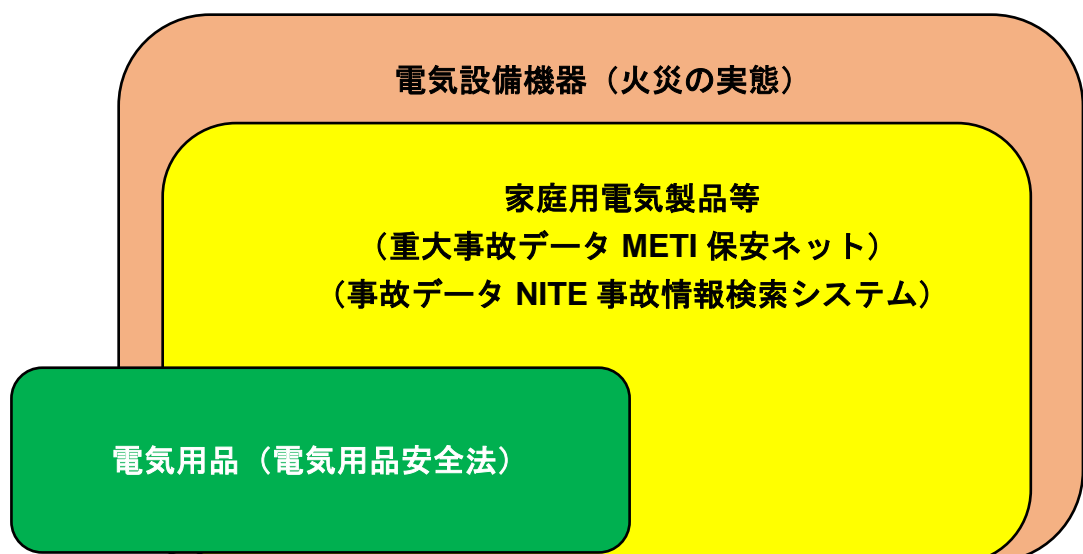 電気設備機器（火災の実態）
家庭用電気製品等
（重大事故データ METI 保安ネット）
（事故データ NITE 事故情報検索システム）
電気用品（電気用品安全法）